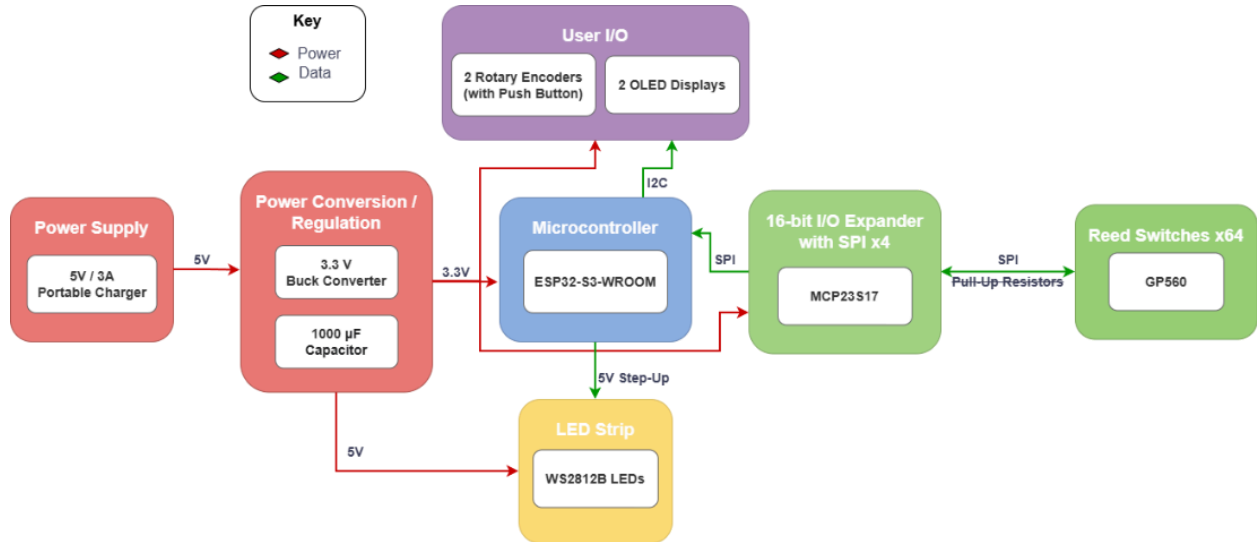 Key
Power
Data
User I/O
2 Rotary Encoders
(with Push Button)
2 OLED Displays
I2C
Power Supply
5V / 3A
Portable Charger
5V
Power Conversion /
Regulation
3.3 V
Buck Converter
1000 µF
Capacitor
3.3V
Microcontroller
ESP32-S3-WROOM
SPI
16-bit I/O Expander
with SPI x4
MCP23S17
SPI
Pull-Up Resistors
Reed Switches x64
GP560
5V Step-Up
5V
LED Strip
WS2812B LEDs